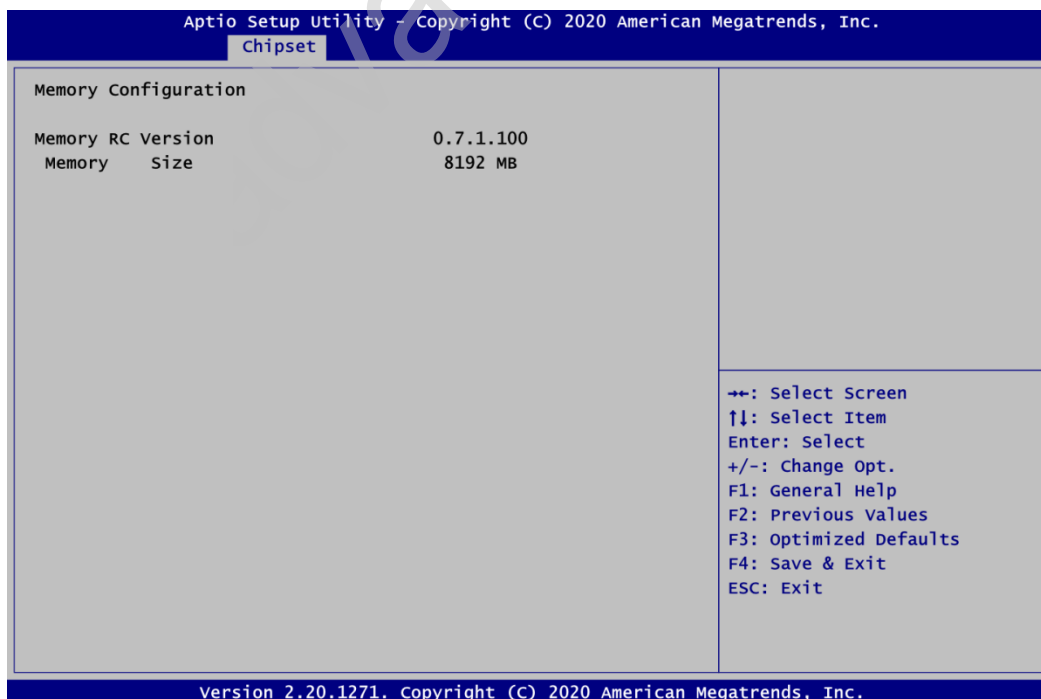 Aptio Setup Utility - Copyright (C) 2020 American Megatrends, Inc.
Chipset
Memory Configuration
Memory RC Version 0.7.1.100
Memory Size 8192 MB
→←: Select Screen
↑↓: Select Item
Enter: Select
+/-: Change Opt.
F1: General Help
F2: Previous Values
F3: Optimized Defaults
F4: Save & Exit
ESC: Exit
Version 2.20.1271. Copyright (C) 2020 American Megatrends, Inc.